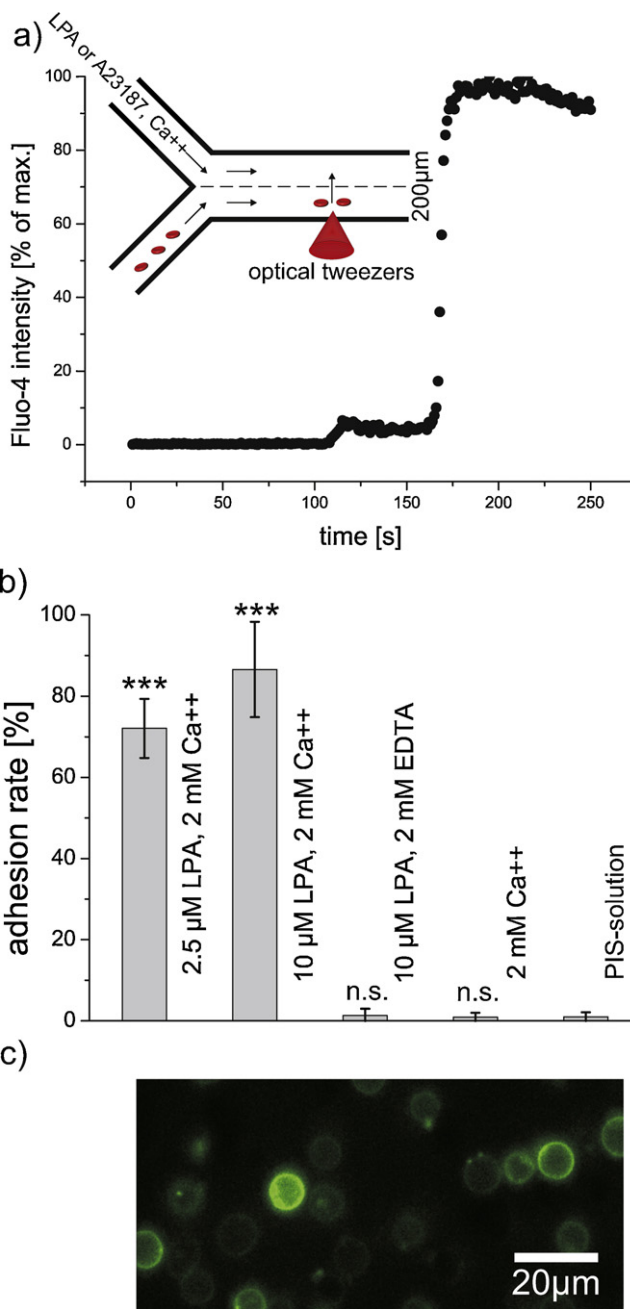 a)
LPA or A23187, Ca++
200µm
optical tweezers
Fluo-4 intensity [% of max.]
100
80
60
40
20
0
0 50 100 150 200 250
time [s]
b)
adhesion rate [%]
100
80
60
40
20
0
***
2.5 µM LPA, 2 mM Ca++
***
10 µM LPA, 2 mM Ca++
n.s.
10 µM LPA, 2 mM EDTA
n.s.
2 mM Ca++
PIS-solution
c)
20µm